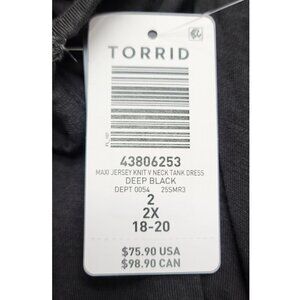 TORRID
43806253
MAXI JERSEY KNIT V NECK TANK DRESS
DEEP BLACK
DEPT 0054 25SMR3
2
2X
18-20
$75.90 USA
$98.90 CAN